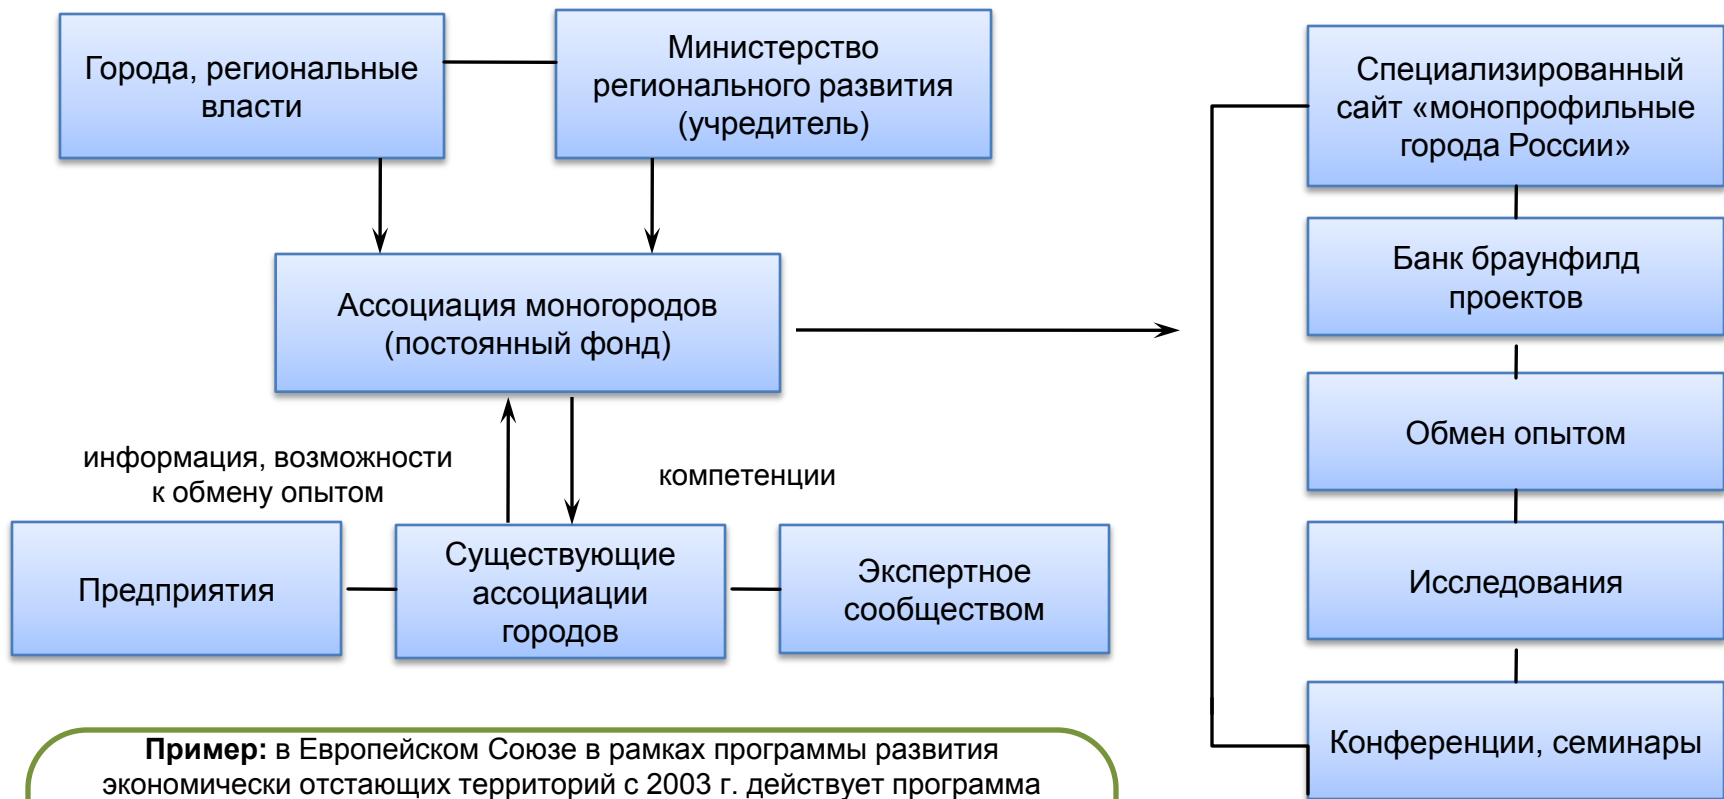 Города, региональные
власти
Министерство
регионального развития
(учредитель)
Ассоциация моногородов
(постоянный фонд)
информация, возможности
к обмену опытом
компетенции
Предприятия
Существующие
ассоциации
городов
Экспертное
сообществом
Специализированный
сайт «монопрофильные
города России»
Банк браунфилд
проектов
Обмен опытом
Исследования
Конференции, семинары
Пример: в Европейском Союзе в рамках программы развития
экономически отстающих территорий с 2003 г. действует программа